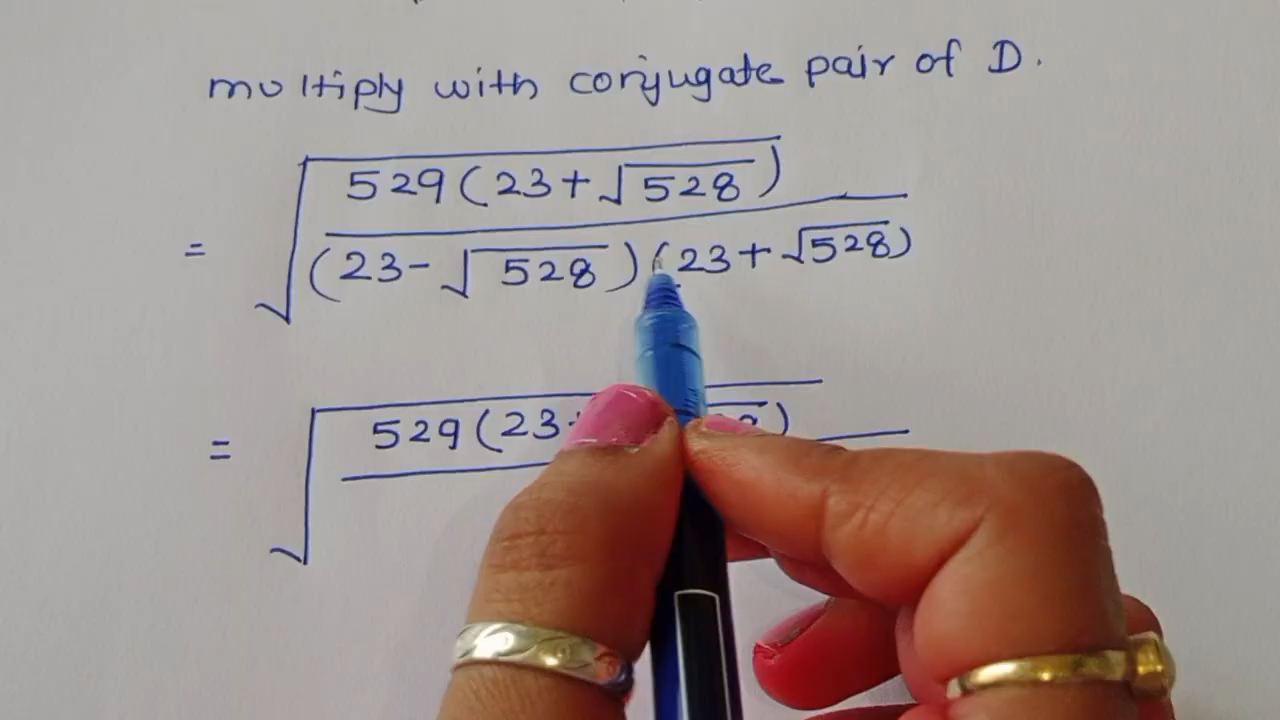 multiply with conjugate pair of D.
= √529(23+√528)
(23-√528)(23+√528)
= √529(23